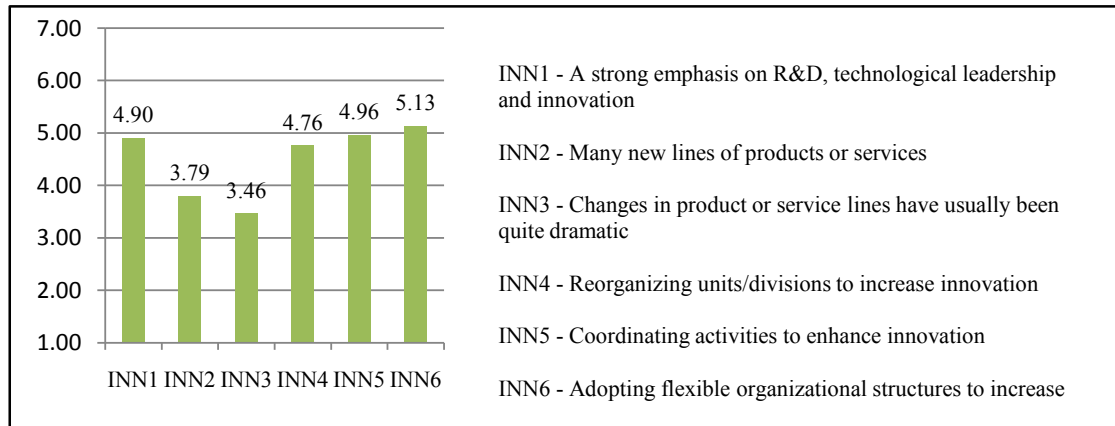 7.00
6.00
5.00
4.00
3.00
2.00
1.00
4.90
3.79
3.46
4.76
4.96
5.13
INN1 INN2 INN3 INN4 INN5 INN6
INN1 - A strong emphasis on R&D, technological leadership
and innovation
INN2 - Many new lines of products or services
INN3 - Changes in product or service lines have usually been
quite dramatic
INN4 - Reorganizing units/divisions to increase innovation
INN5 - Coordinating activities to enhance innovation
INN6 - Adopting flexible organizational structures to increase